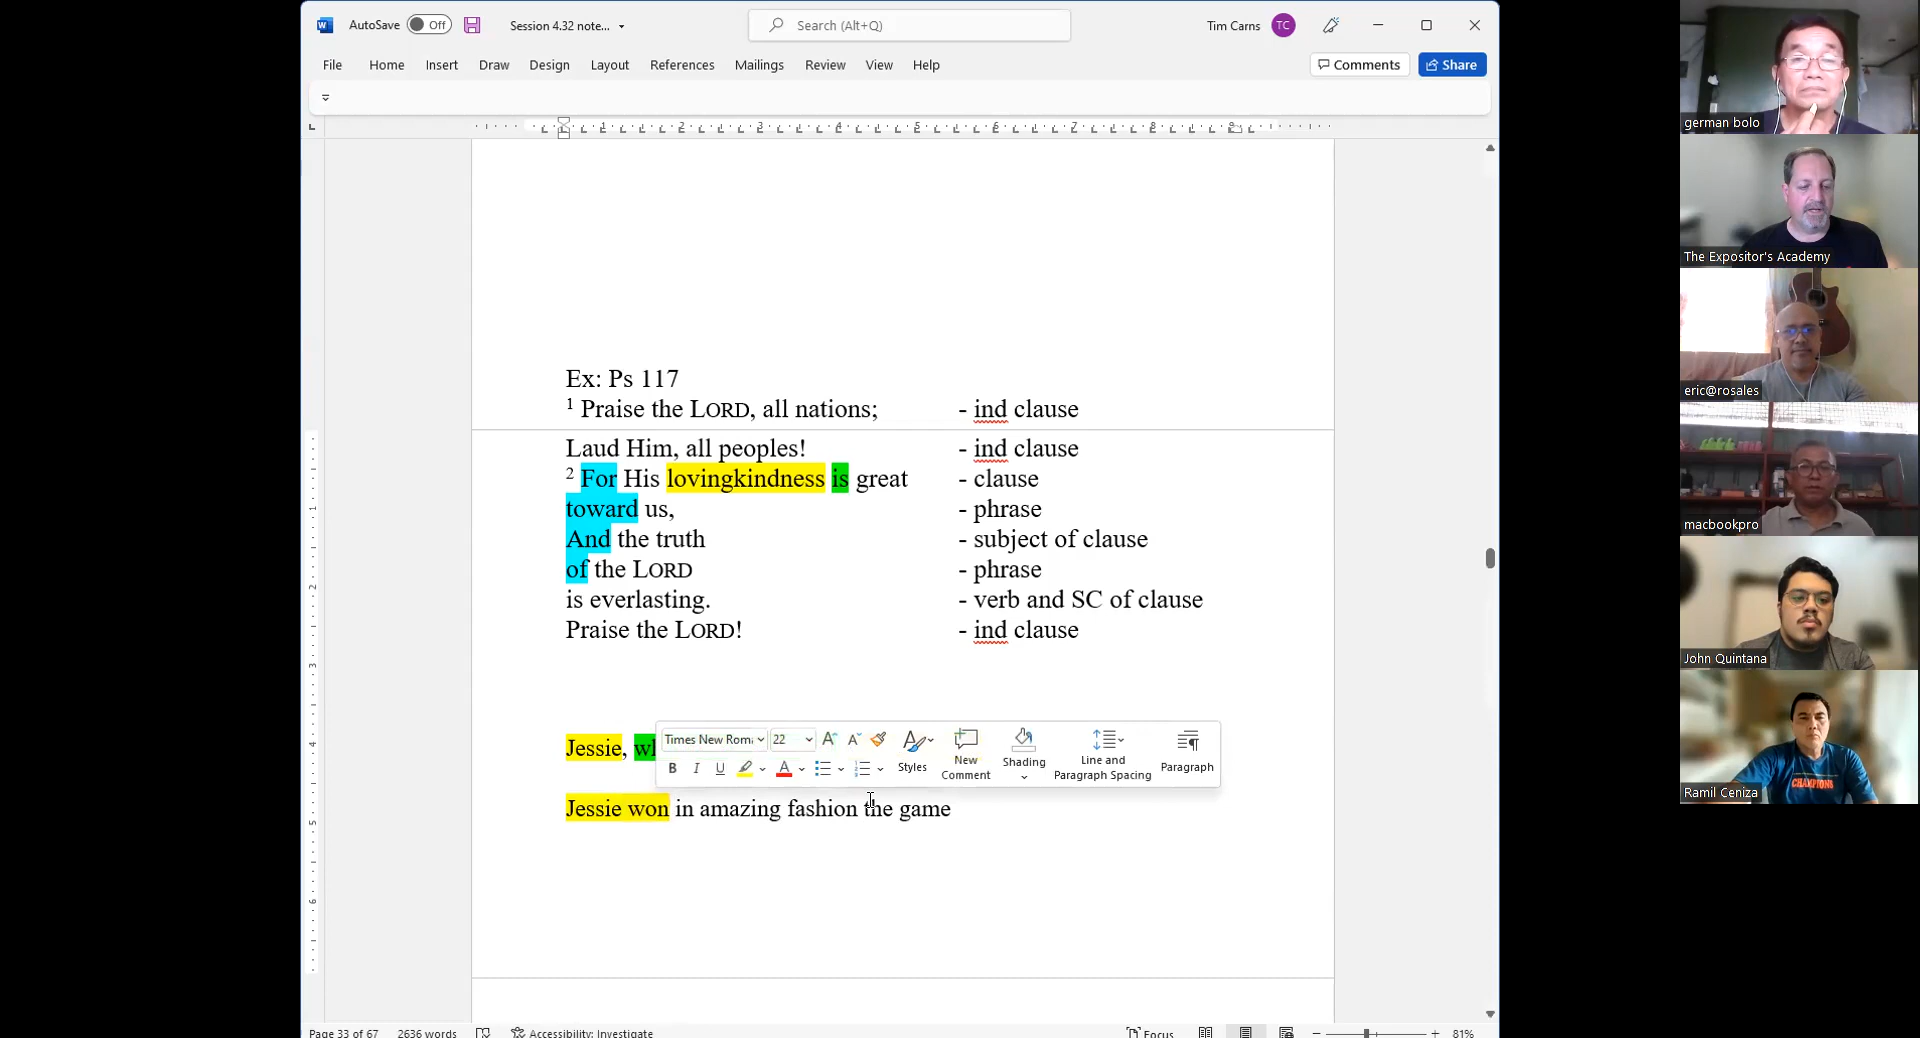 AutoSave Off Session 4.32 note... Search (Alt+Q) Tim Carns TC
File Home Insert Draw Design Layout References Mailings Review View Help Comments Share
Ex: Ps 117
1 Praise the LORD, all nations; - ind clause
Laud Him, all peoples! - ind clause
2 For His lovingkindness is great - clause
toward us, - phrase
And the truth - subject of clause
of the LORD - phrase
is everlasting. - verb and SC of clause
Praise the LORD! - ind clause
Jessie,
Times New Roma 22 Styles New Comment Shading Line and Paragraph Spacing Paragraph
B I U A
Jessie won in amazing fashion the game
Page 33 of 67 2636 words Accessibility: Investigate Focus 81%
german bolo
The Expositor's Academy
eric@rosales
macbookpro
John Quintana
CHAMPIONS
Ramil Ceniza